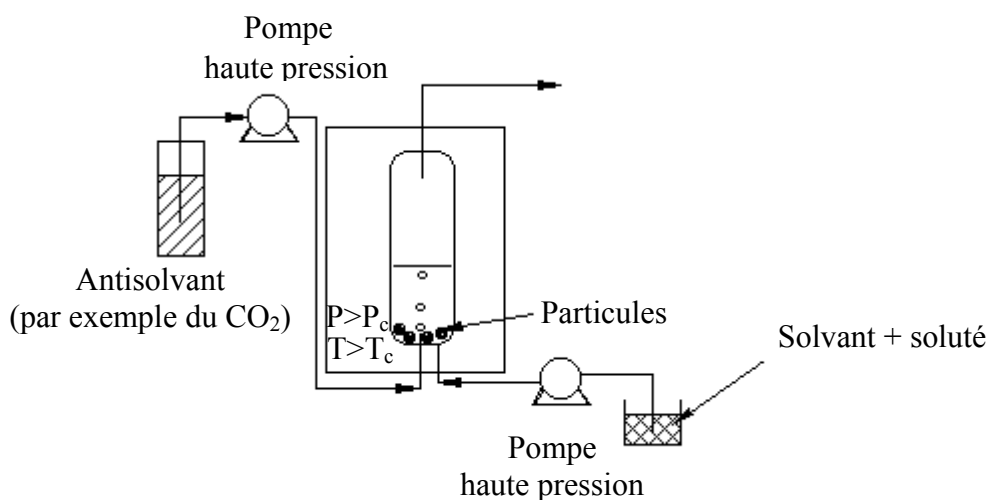 Pompe
haute pression
Antisolvant
(par exemple du CO₂)
P>Pc
T>Tc
Particules
Solvant + soluté
Pompe
haute pression